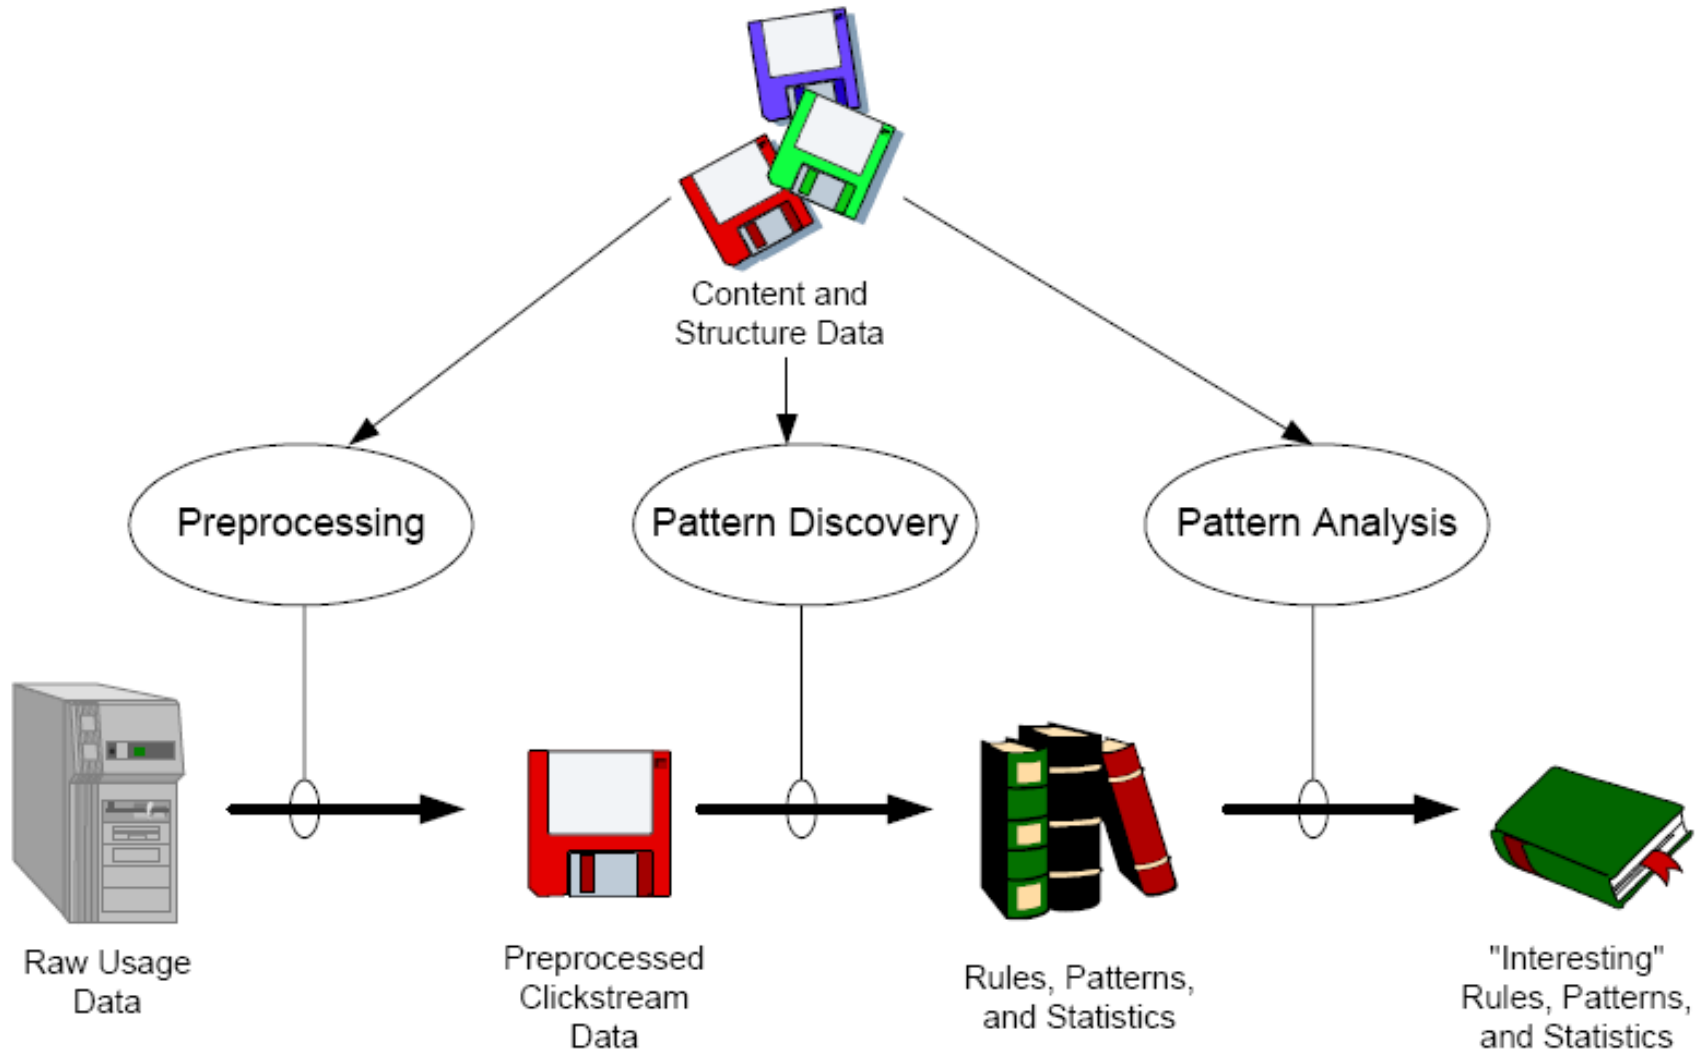 Content and
Structure Data
Preprocessing
Pattern Discovery
Pattern Analysis
Raw Usage
Data
Preprocessed
Clickstream
Data
Rules, Patterns,
and Statistics
"Interesting"
Rules, Patterns,
and Statistics